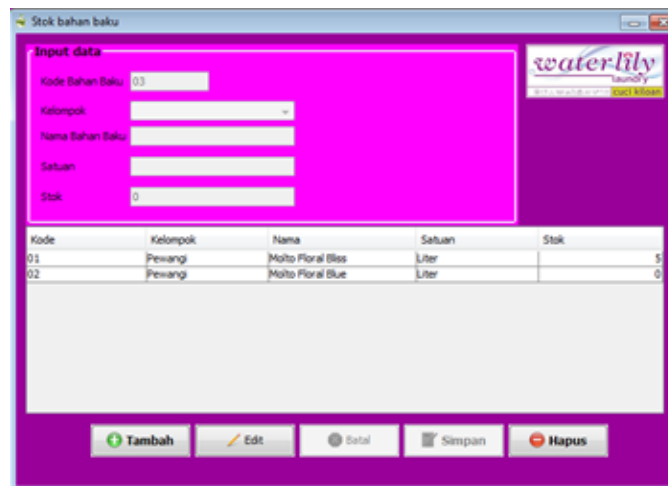 Stok bahan baku
Input data
Kode Bahan Baku 03
Kelompok
Nama Bahan Baku
Satuan
Stok 0
waterlily
laundry
cuci kiloan
Kode Kelompok Nama Satuan Stok
01 Pewangi Molto Floral Bliss Liter 5
02 Pewangi Molto Floral Blue Liter 0
Tambah Edit Batal Simpan Hapus